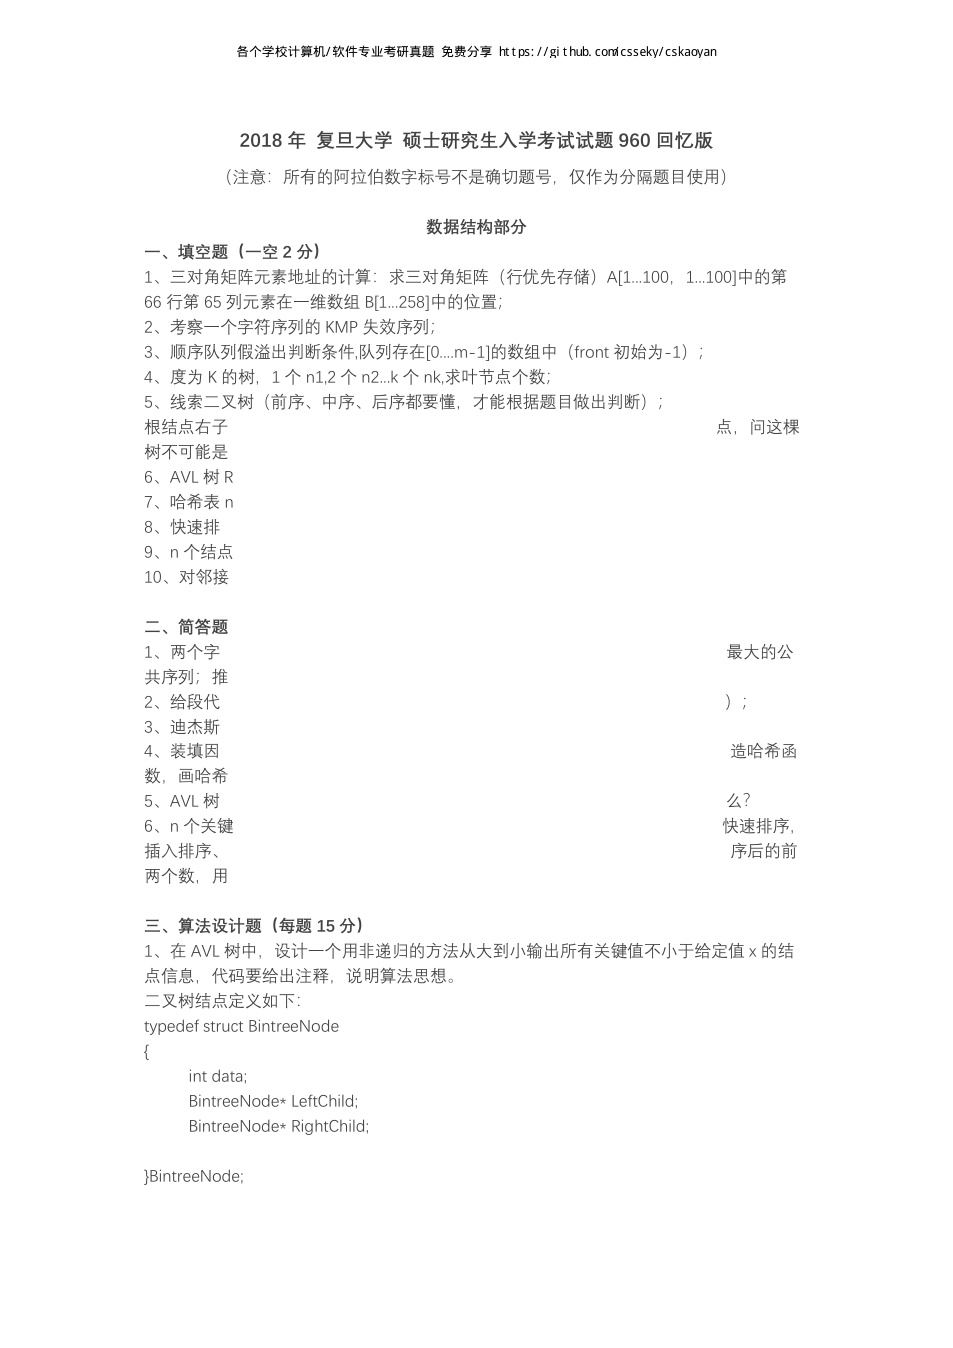 各个学校计算机/软件专业考研真题 免费分享 https://github.com/csseky/cskaoyan
2018 年 复旦大学 硕士研究生入学考试试题 960 回忆版
（注意：所有的阿拉伯数字标号不是确切题号，仅作为分隔题目使用）
数据结构部分
一、填空题（一空 2 分）
1、三对角矩阵元素地址的计算：求三对角矩阵（行优先存储）A[1...100，1...100]中的第
66 行第 65 列元素在一维数组 B[1...258]中的位置；
2、考察一个字符序列的 KMP 失效序列；
3、顺序队列假溢出判断条件,队列存在[0....m-1]的数组中（front 初始为-1）；
4、度为 K 的树，1 个 n1,2 个 n2...k 个 nk,求叶节点个数；
5、线索二叉树（前序、中序、后序都要懂，才能根据题目做出判断）；
根结点右子 点，问这棵
树不可能是
6、AVL 树 R
7、哈希表 n
8、快速排
9、n 个结点
10、对邻接
二、简答题
1、两个字 最大的公
共序列；推
2、给段代 ）；
3、迪杰斯
4、装填因 造哈希函
数，画哈希
5、AVL 树 么？
6、n 个关键 快速排序，
插入排序、 序后的前
两个数，用
三、算法设计题（每题 15 分）
1、在 AVL 树中，设计一个用非递归的方法从大到小输出所有关键值不小于给定值 x 的结
点信息，代码要给出注释，说明算法思想。
二叉树结点定义如下：
typedef struct BintreeNode
{
int data;
BintreeNode* LeftChild;
BintreeNode* RightChild;
}BintreeNode;